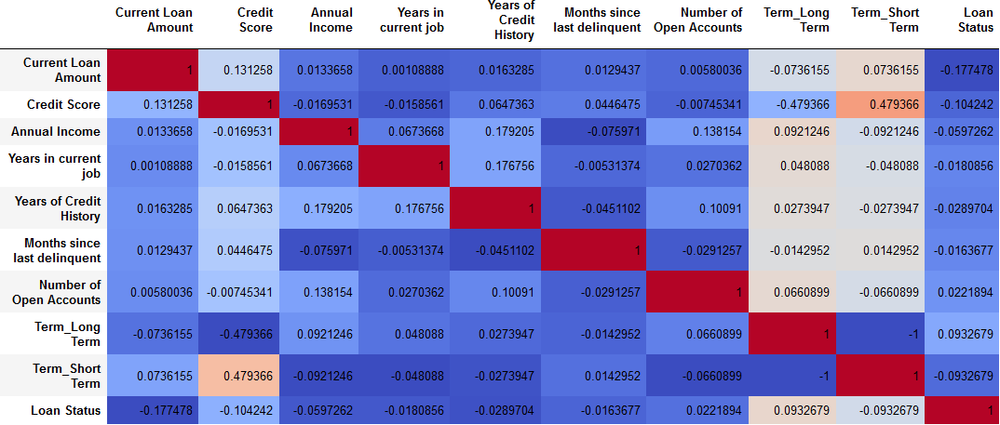 Current Loan Amount Credit Score Annual Income Years in current job Years of Credit History Months since last delinquent Number of Open Accounts Term_Long Term Term_Short Term Loan Status
Current Loan Amount 1 0.131258 0.0133658 0.00108888 0.0163285 0.0129437 0.00580036 -0.0736155 0.0736155 -0.177478
Credit Score 0.131258 1 -0.0169531 -0.0158561 0.0647363 0.0446475 -0.00745341 -0.479366 0.479366 -0.104242
Annual Income 0.0133658 -0.0169531 1 0.0673668 0.179205 -0.075971 0.138154 0.0921246 -0.0921246 -0.0597262
Years in current job 0.00108888 -0.0158561 0.0673668 1 0.176756 -0.00531374 0.0270362 0.048088 -0.048088 -0.0180856
Years of Credit History 0.0163285 0.0647363 0.179205 0.176756 1 -0.0451102 0.10091 0.0273947 -0.0273947 -0.0289704
Months since last delinquent 0.0129437 0.0446475 -0.075971 -0.00531374 -0.0451102 1 -0.0291257 -0.0142952 0.0142952 -0.0163677
Number of Open Accounts 0.00580036 -0.00745341 0.138154 0.0270362 0.10091 -0.0291257 1 0.0660899 -0.0660899 0.0221894
Term_Long Term -0.0736155 -0.479366 0.0921246 0.048088 0.0273947 -0.0142952 0.0660899 1 -1 0.0932679
Term_Short Term 0.0736155 0.479366 -0.0921246 -0.048088 -0.0273947 0.0142952 -0.0660899 -1 1 -0.0932679
Loan Status -0.177478 -0.104242 -0.0597262 -0.0180856 -0.0289704 -0.0163677 0.0221894 0.0932679 -0.0932679 1